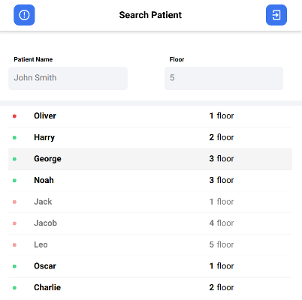 Search Patient
Patient Name Floor
John Smith 5
Oliver 1 floor
Harry 2 floor
George 3 floor
Noah 3 floor
Jack 1 floor
Jacob 4 floor
Leo 5 floor
Oscar 1 floor
Charlie 2 floor